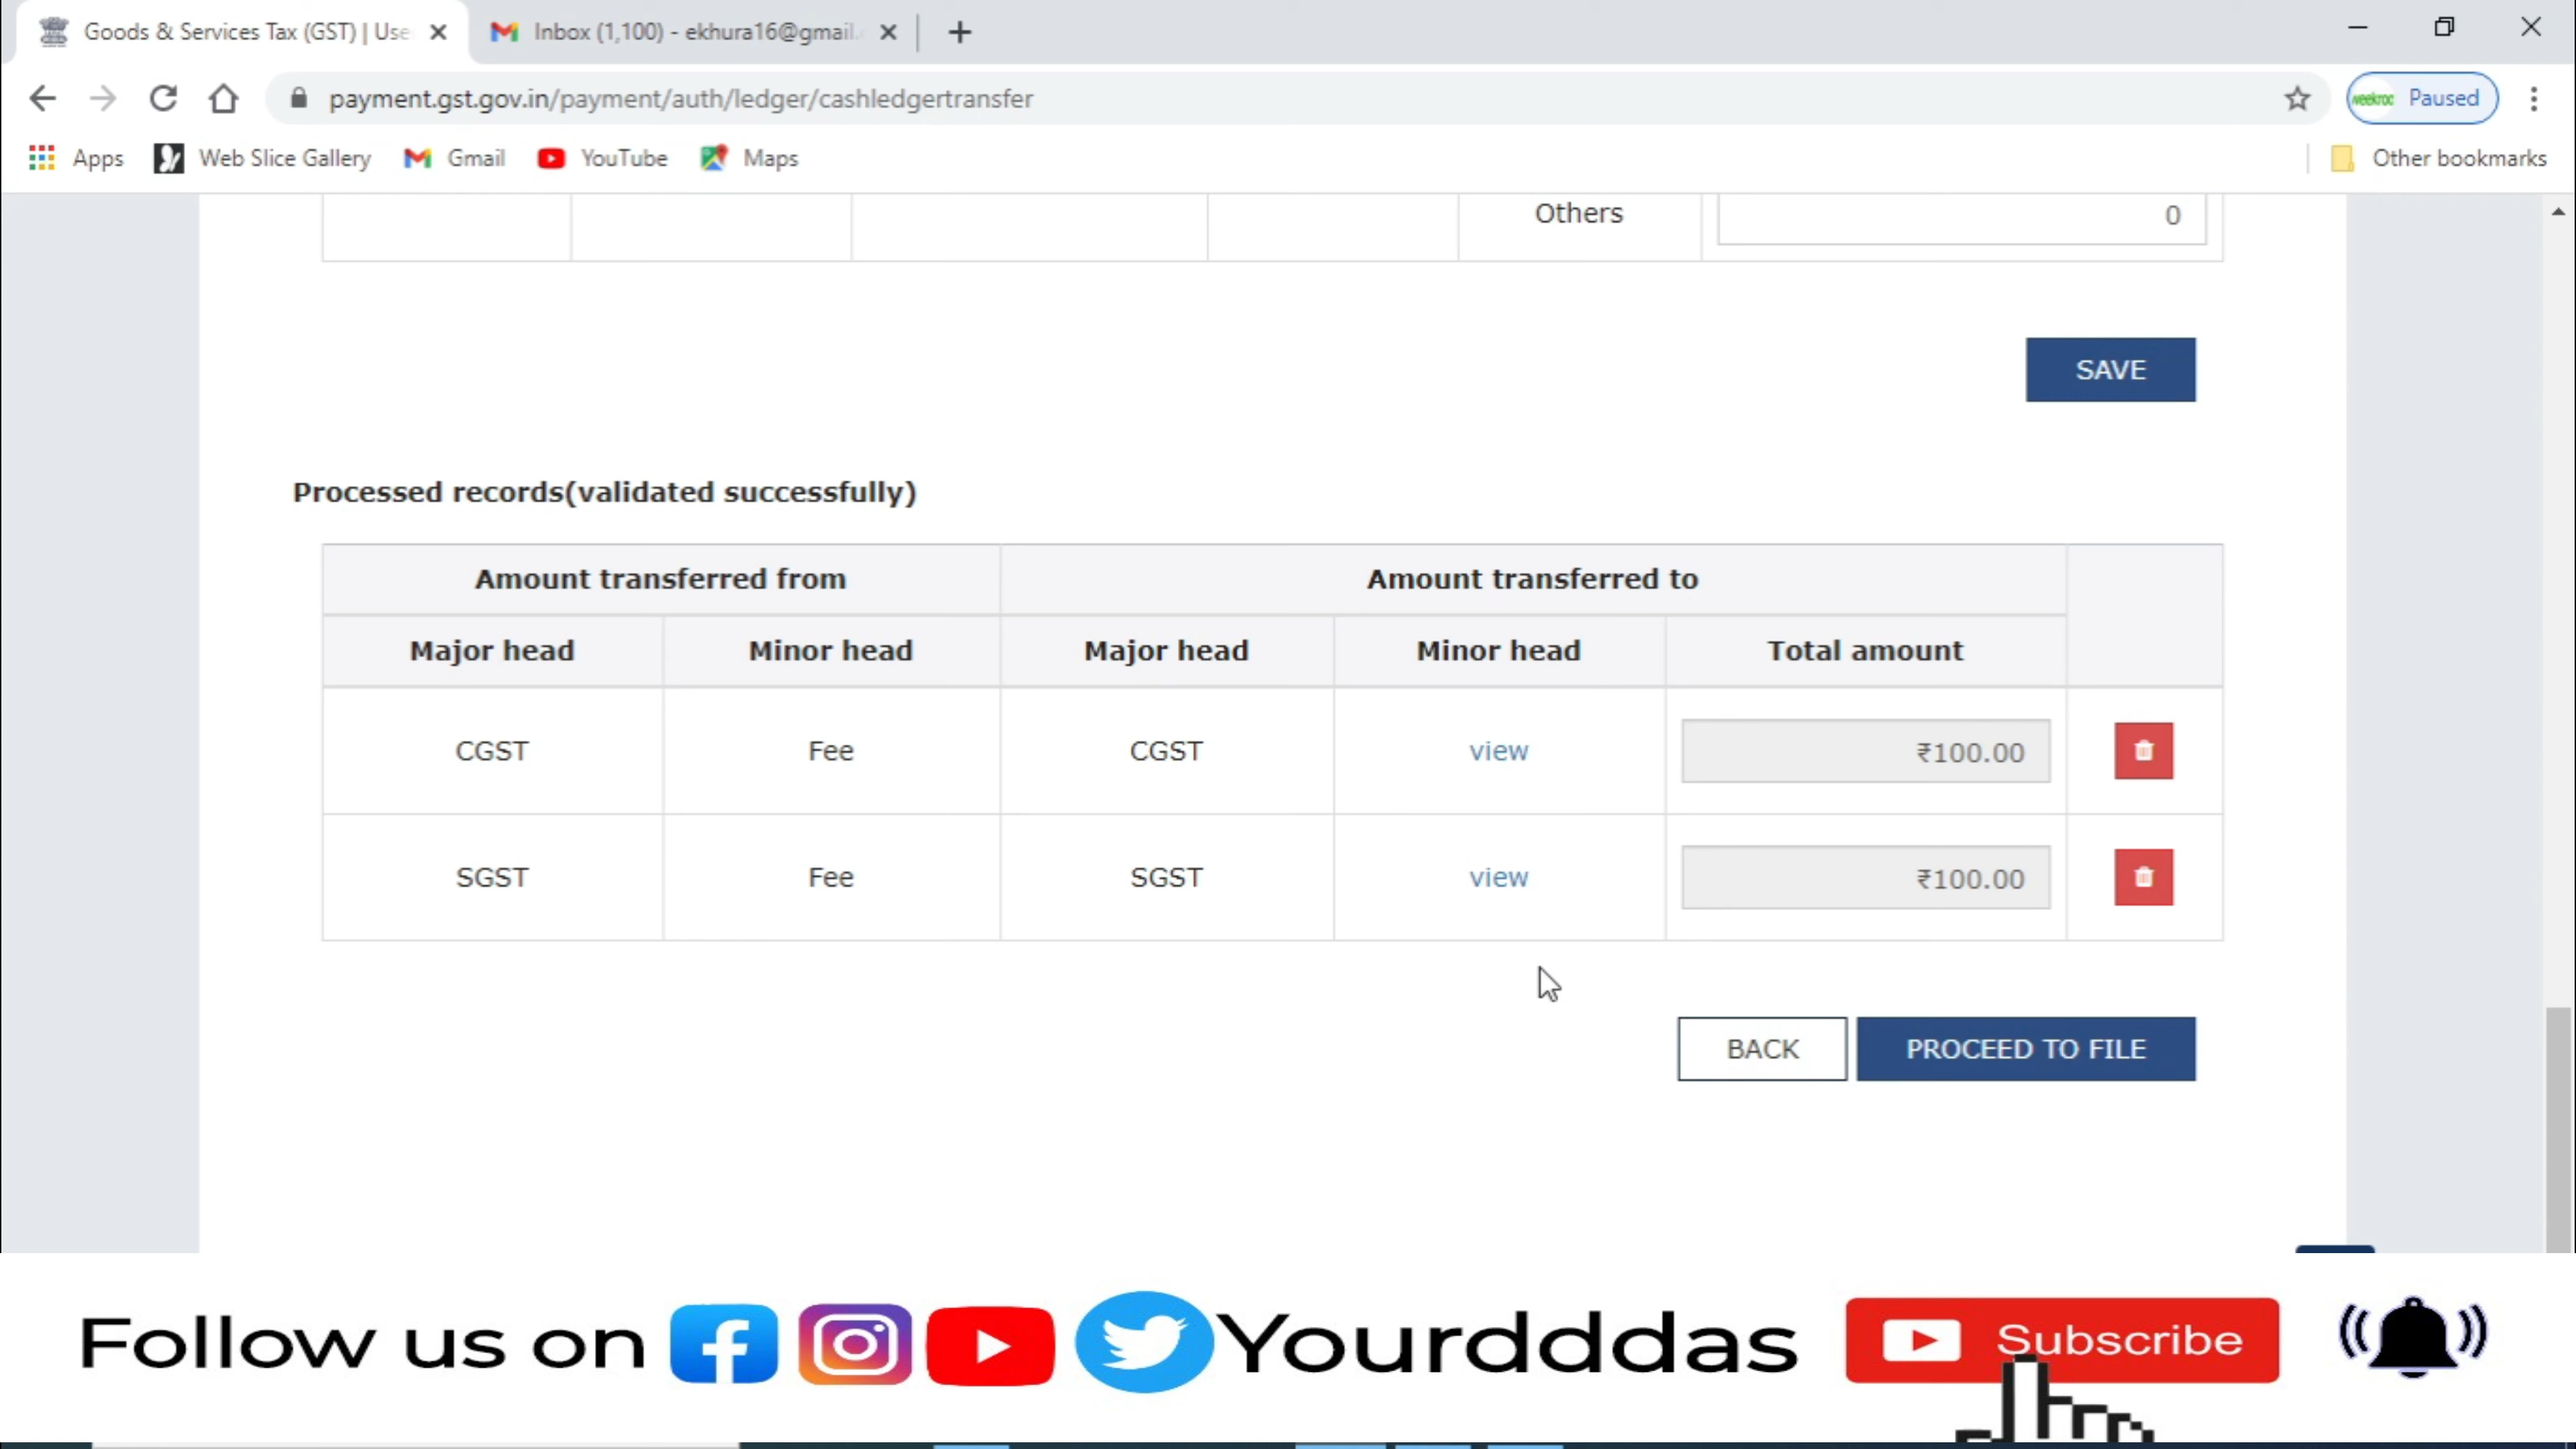 Goods & Services Tax (GST) | Use
Inbox (1,100) - ekhura16@gmail.
payment.gst.gov.in/payment/auth/ledger/cashledgertransfer
Paused
Apps Web Slice Gallery Gmail YouTube Maps Other bookmarks
Others 0
SAVE
Processed records(validated successfully)
Amount transferred from Amount transferred to
Major head Minor head Major head Minor head Total amount
CGST Fee CGST view ₹100.00
SGST Fee SGST view ₹100.00
BACK PROCEED TO FILE
Follow us on Yourdddas Subscribe